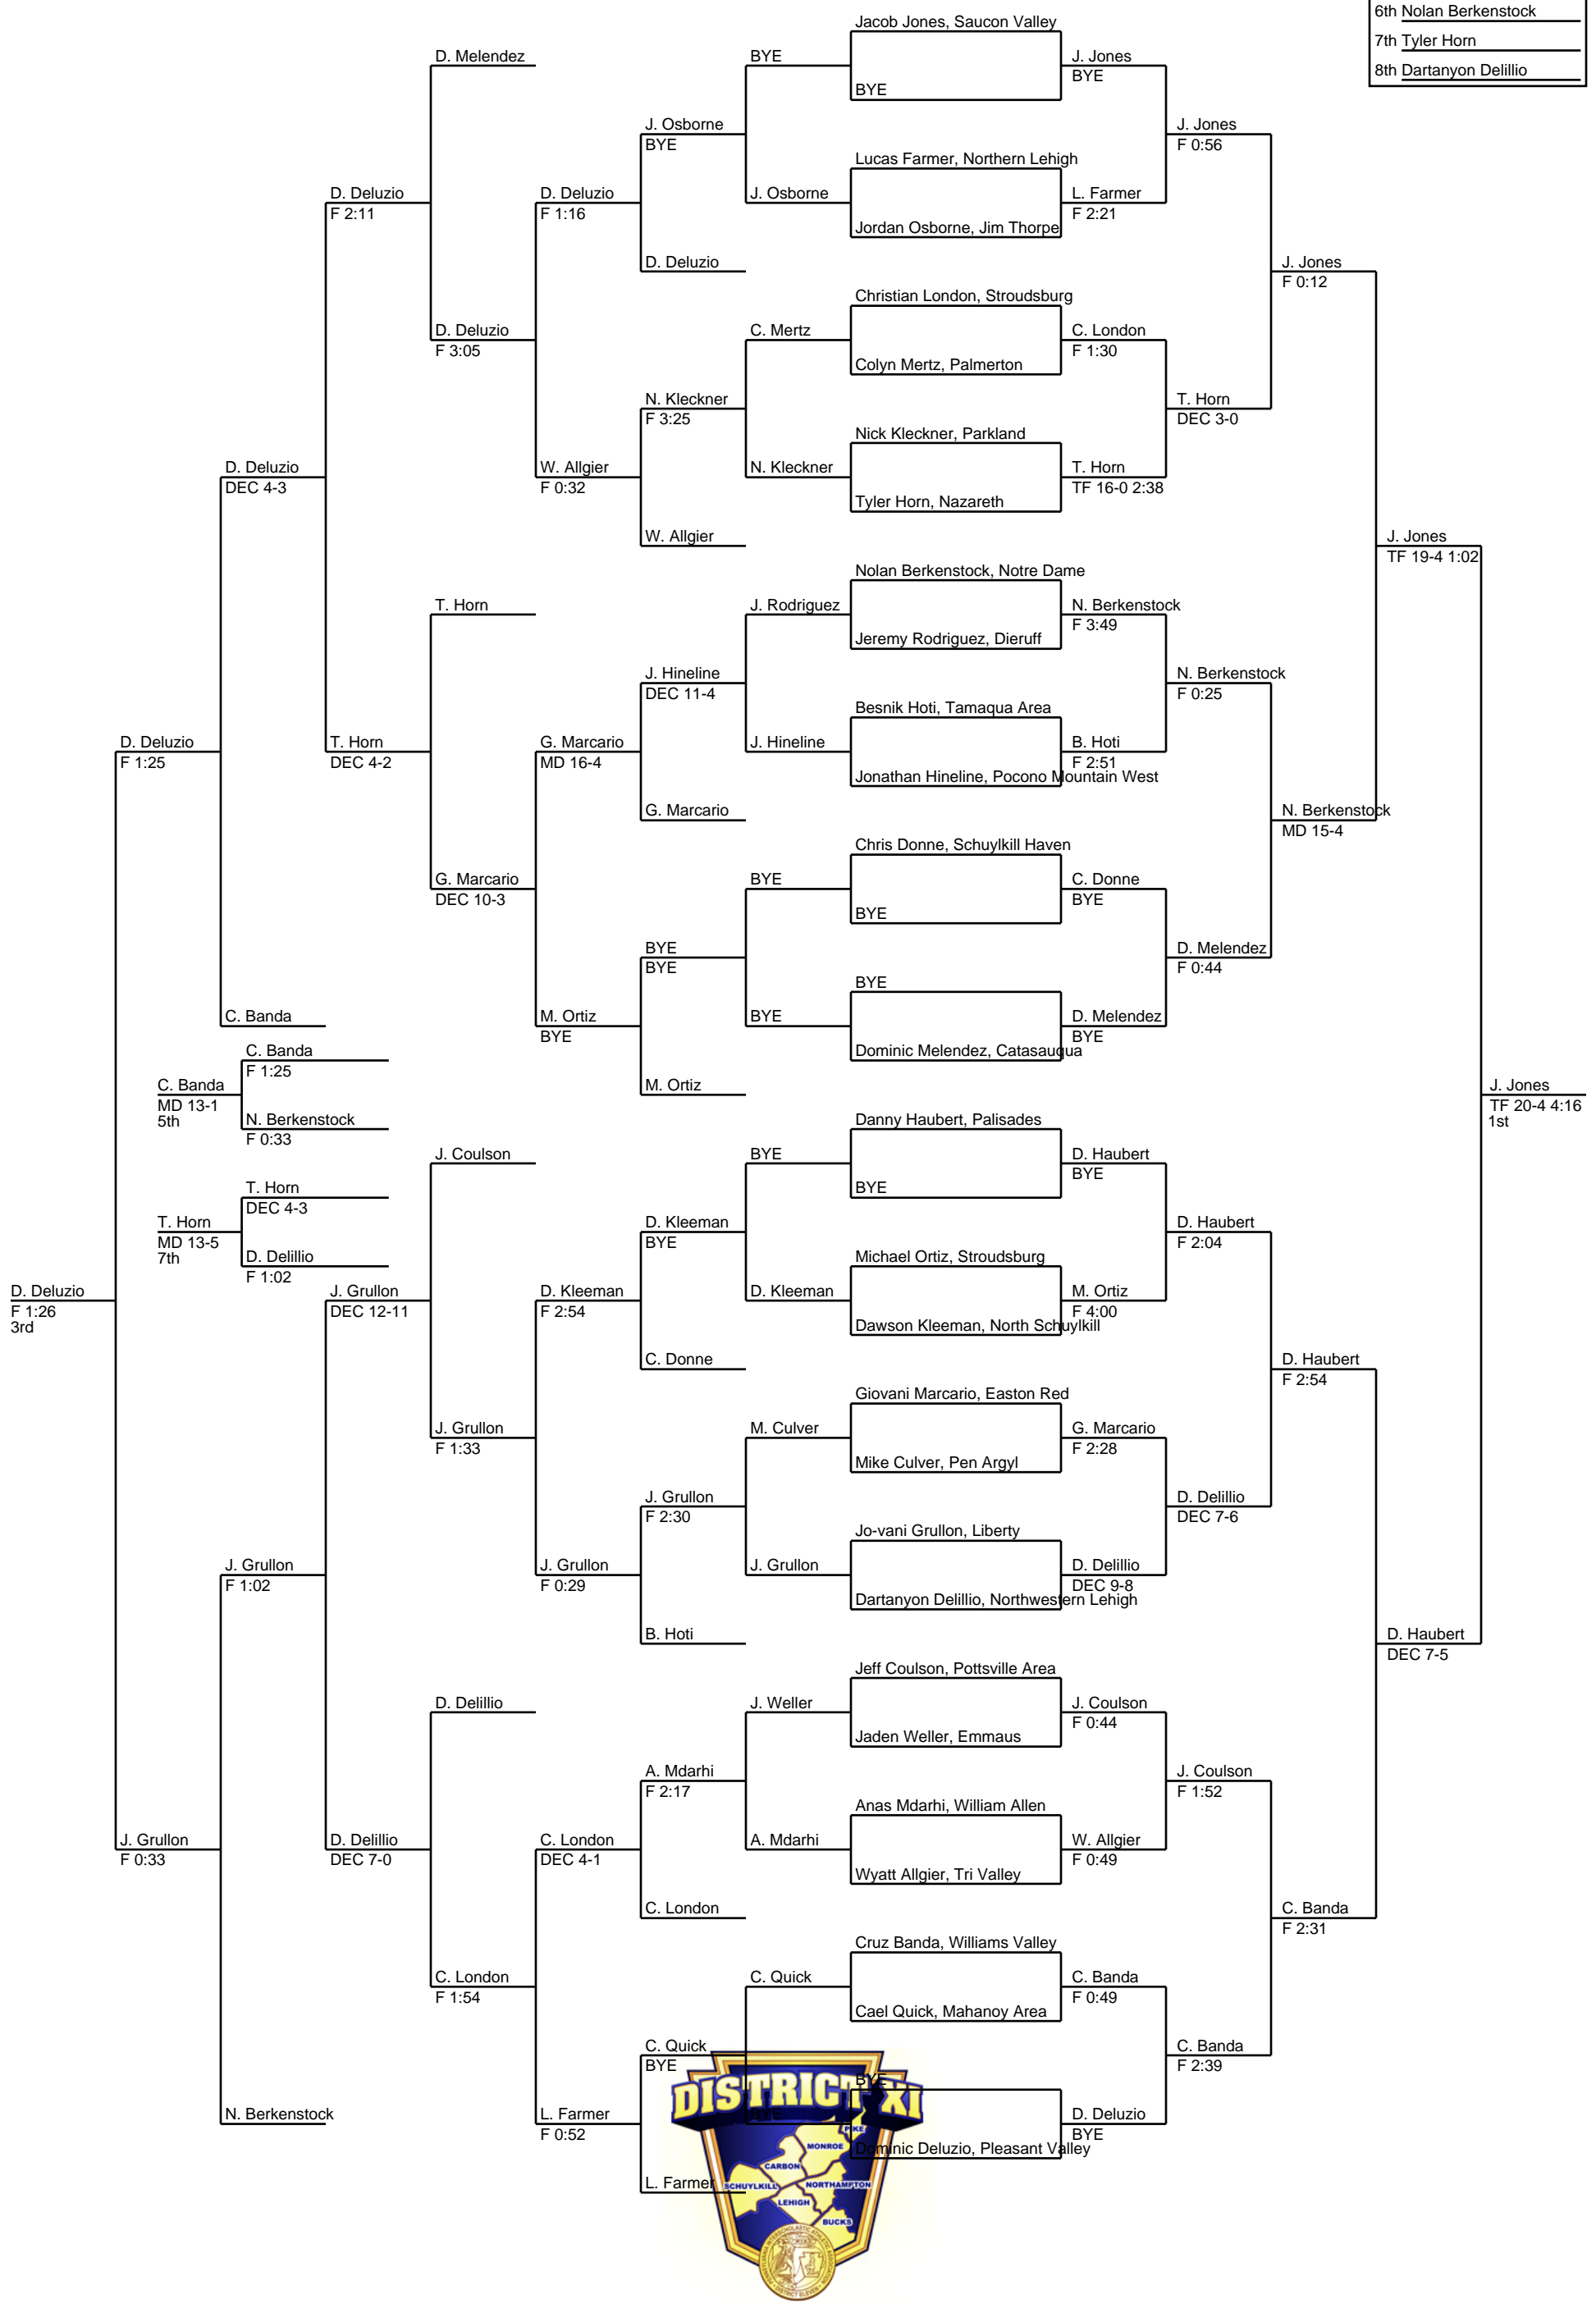 6th Nolan Berkenstock
7th Tyler Horn
8th Dartanyon Delillio
Jacob Jones, Saucon Valley
D. Melendez
BYE
J. Jones
BYE
BYE
J. Osborne
BYE
J. Jones
F 0:56
Lucas Farmer, Northern Lehigh
D. Deluzio
F 2:11
D. Deluzio
F 1:16
J. Osborne
L. Farmer
F 2:21
Jordan Osborne, Jim Thorpe
D. Deluzio
J. Jones
F 0:12
Christian London, Stroudsburg
D. Deluzio
F 3:05
C. Mertz
C. London
F 1:30
Colyn Mertz, Palmerton
N. Kleckner
F 3:25
T. Horn
DEC 3-0
Nick Kleckner, Parkland
D. Deluzio
DEC 4-3
W. Allgier
F 0:32
N. Kleckner
T. Horn
TF 16-0 2:38
Tyler Horn, Nazareth
W. Allgier
J. Jones
TF 19-4 1:02
Nolan Berkenstock, Notre Dame
T. Horn
J. Rodriguez
N. Berkenstock
F 3:49
Jeremy Rodriguez, Dieruff
J. Hineline
DEC 11-4
N. Berkenstock
F 0:25
Besnik Hoti, Tamaqua Area
D. Deluzio
F 1:25
T. Horn
DEC 4-2
G. Marcario
MD 16-4
J. Hineline
B. Hoti
F 2:51
Jonathan Hineline, Pocono Mountain West
G. Marcario
N. Berkenstock
MD 15-4
Chris Donne, Schuylkill Haven
G. Marcario
DEC 10-3
BYE
C. Donne
BYE
BYE
BYE
BYE
D. Melendez
F 0:44
BYE
C. Banda
M. Ortiz
BYE
BYE
D. Melendez
BYE
Dominic Melendez, Catasauqua
C. Banda
F 1:25
C. Banda
MD 13-1
5th
M. Ortiz
J. Jones
TF 20-4 4:16
1st
N. Berkenstock
F 0:33
Danny Haubert, Palisades
J. Coulson
BYE
D. Haubert
BYE
BYE
T. Horn
DEC 4-3
T. Horn
MD 13-5
7th
D. Kleeman
BYE
D. Haubert
F 2:04
D. Delillio
F 1:02
Michael Ortiz, Stroudsburg
D. Deluzio
F 1:26
3rd
J. Grullon
DEC 12-11
D. Kleeman
F 2:54
D. Kleeman
M. Ortiz
F 4:00
Dawson Kleeman, North Schuylkill
C. Donne
D. Haubert
F 2:54
Giovani Marcario, Easton Red
J. Grullon
F 1:33
M. Culver
G. Marcario
F 2:28
Mike Culver, Pen Argyl
J. Grullon
F 2:30
D. Delillio
DEC 7-6
Jo-vani Grullon, Liberty
J. Grullon
F 1:02
J. Grullon
F 0:29
J. Grullon
D. Delillio
DEC 9-8
Dartanyon Delillio, Northwestern Lehigh
B. Hoti
D. Haubert
DEC 7-5
Jeff Coulson, Pottsville Area
D. Delillio
J. Weller
J. Coulson
F 0:44
Jaden Weller, Emmaus
A. Mdarhi
F 2:17
J. Coulson
F 1:52
Anas Mdarhi, William Allen
J. Grullon
F 0:33
D. Delillio
DEC 7-0
C. London
DEC 4-1
A. Mdarhi
W. Allgier
F 0:49
Wyatt Allgier, Tri Valley
C. London
C. Banda
F 2:31
Cruz Banda, Williams Valley
C. London
F 1:54
C. Quick
C. Banda
F 0:49
Cael Quick, Mahanoy Area
C. Quick
BYE
C. Banda
F 2:39
BYE
DISTRICT XI
N. Berkenstock
L. Farmer
F 0:52
BYE
D. Deluzio
BYE
Dominic Deluzio, Pleasant Valley
L. Farmer
PIKE
MONROE
CARBON
SCHUYLKILL
NORTHAMPTON
LEHIGH
BUCKS